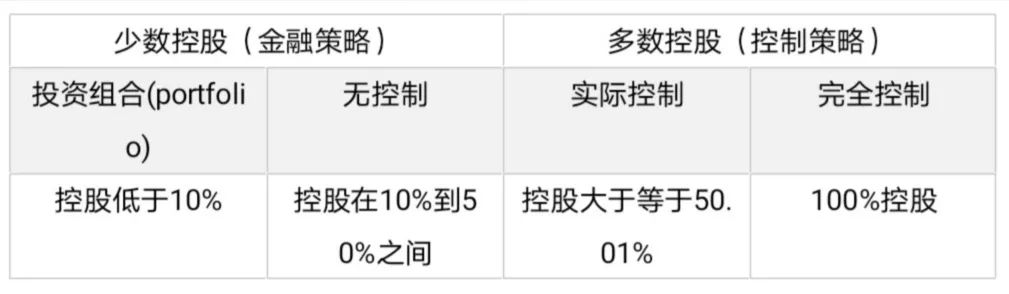 少数控股（金融策略）
多数控股（控制策略）
投资组合(portfoli
o)
无控制
实际控制
完全控制
控股低于10%
控股在10%到5
0%之间
控股大于等于50.
01%
100%控股